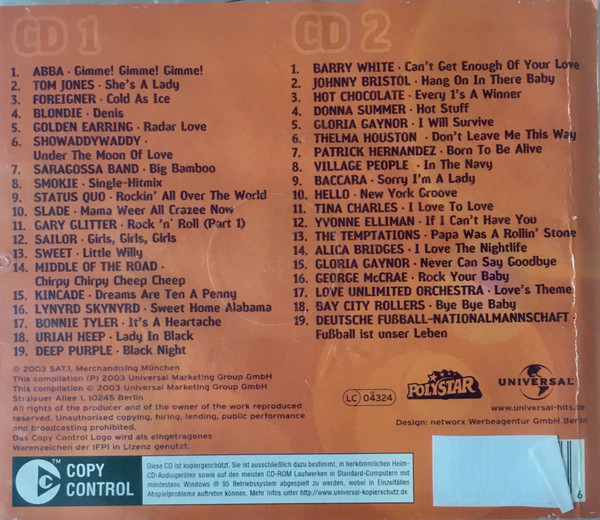 CD 1
1. ABBA · Gimme! Gimme! Gimme!
2. TOM JONES · She's A Lady
3. FOREIGNER · Cold As Ice
4. BLONDIE · Denis
5. GOLDEN EARRING · Radar Love
6. SHOWADDYWADDY ·
Under The Moon Of Love
7. SARAGOSSA BAND · Big Bamboo
8. SMOKIE · Single-Hitmix
9. STATUS QUO · Rockin' All Over The World
10. SLADE · Mama Weer All Crazee Now
11. GARY GLITTER · Rock 'n' Roll (Part 1)
12. SAILOR · Girls, Girls, Girls
13. SWEET · Little Willy
14. MIDDLE OF THE ROAD ·
Chirpy Chirpy Cheep Cheep
15. KINCADE · Dreams Are Ten A Penny
16. LYNYRD SKYNYRD · Sweet Home Alabama
17. BONNIE TYLER · It's A Heartache
18. URIAH HEEP · Lady In Black
19. DEEP PURPLE · Black Night
CD 2
1. BARRY WHITE · Can't Get Enough Of Your Love
2. JOHNNY BRISTOL · Hang On In There Baby
3. HOT CHOCOLATE · Every 1's A Winner
4. DONNA SUMMER · Hot Stuff
5. GLORIA GAYNOR · I Will Survive
6. THELMA HOUSTON · Don't Leave Me This Way
7. PATRICK HERNANDEZ · Born To Be Alive
8. VILLAGE PEOPLE · In The Navy
9. BACCARA · Sorry I'm A Lady
10. HELLO · New York Groove
11. TINA CHARLES · I Love To Love
12. YVONNE ELLIMAN · If I Can't Have You
13. THE TEMPTATIONS · Papa Was A Rollin' Stone
14. ALICA BRIDGES · I Love The Nightlife
15. GLORIA GAYNOR · Never Can Say Goodbye
16. GEORGE McCRAE · Rock Your Baby
17. LOVE UNLIMITED ORCHESTRA · Love's Theme
18. BAY CITY ROLLERS · Bye Bye Baby
19. DEUTSCHE FUßBALL-NATIONALMANNSCHAFT ·
Fußball ist unser Leben
© 2003 SAT.1, Merchandising München
This compilation (P) 2003 Universal Marketing Group GmbH
This compilation © 2003 Universal Marketing Group GmbH
Stralauer Allee 1, 10245 Berlin
All rights of the producer and of the owner of the work reproduced
reserved. Unauthorised copying, hiring, lending, public performance
and broadcasting prohibited.
Das Copy Control Logo wird als eingetragenes
Warenzeichen der IFPI in Lizenz genutzt.
LC 04324
POLYSTAR
UNIVERSAL
www.universal-hits.de
Design: networx Werbeagentur GmbH Berlin
COPY
CONTROL
Diese CD ist kopiergeschützt. Sie ist ausschließlich dazu bestimmt, in herkömmlichen Heim-
CD-Audiogeräten sowie auf den meisten CD-ROM Laufwerken in Standard-Computern mit
mindestens Windows ® 95 Betriebssystem abgespielt zu werden, wobei es in Einzelfällen
Abspielprobleme auftreten können. Mehr Infos unter http://www.universal-kopierschutz.de
6